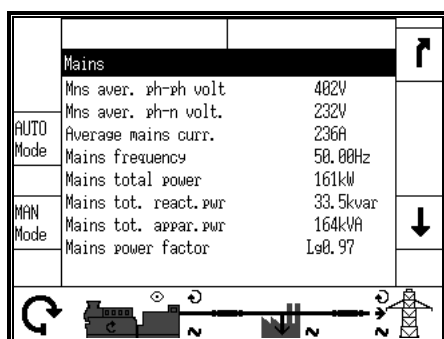 Mains
Mns aver. ph-ph volt 402V
Mns aver. ph-n volt. 232V
Average mains curr. 236A
Mains frequency 50.00Hz
Mains total power 161kW
Mains tot. react.pwr 33.5kvar
Mains tot. appar.pwr 164kVA
Mains power factor Lg0.97
AUTO
Mode
MAN
Mode